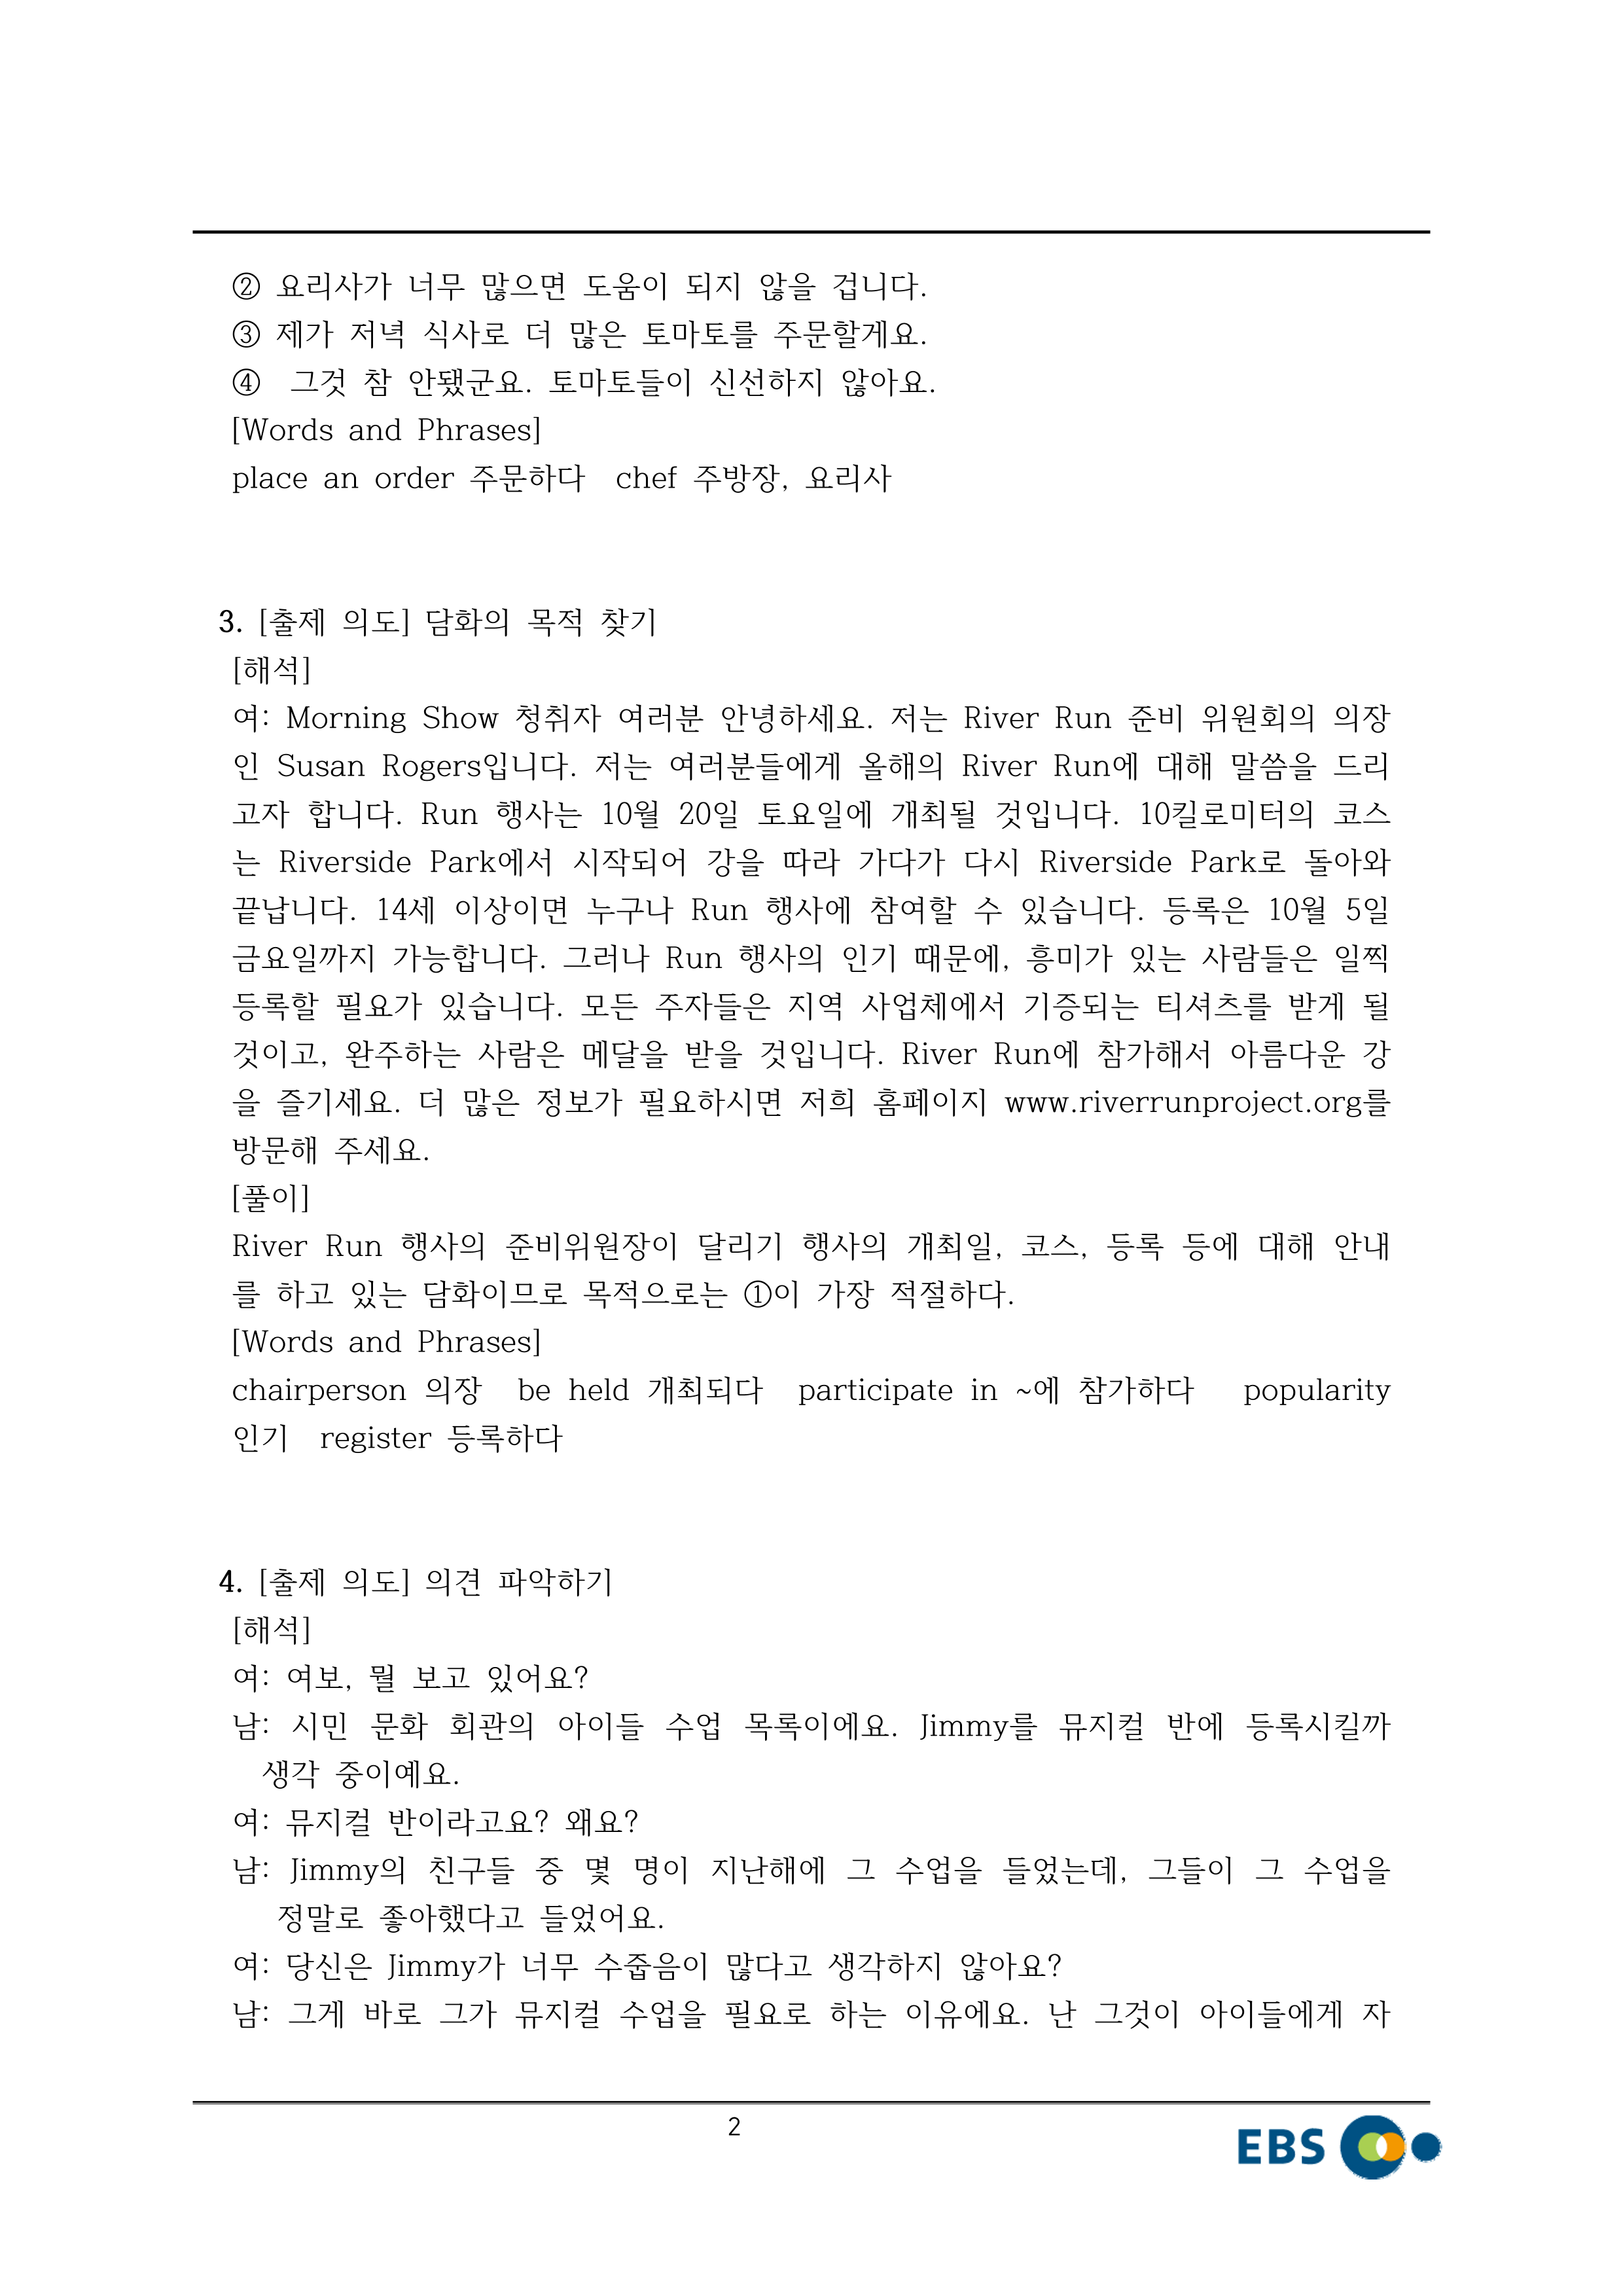 ② 요리사가 너무 많으면 도움이 되지 않을 겁니다.
③ 제가 저녁 식사로 더 많은 토마토를 주문할게요.
④ 그것 참 안됐군요. 토마토들이 신선하지 않아요.
[Words and Phrases]
place an order 주문하다 chef 주방장, 요리사
3. [출제 의도] 담화의 목적 찾기
[해석]
여: Morning Show 청취자 여러분 안녕하세요. 저는 River Run 준비 위원회의 의장
인 Susan Rogers입니다. 저는 여러분들에게 올해의 River Run에 대해 말씀을 드리
고자 합니다. Run 행사는 10월 20일 토요일에 개최될 것입니다. 10킬로미터의 코스
는 Riverside Park에서 시작되어 강을 따라 가다가 다시 Riverside Park로 돌아와
끝납니다. 14세 이상이면 누구나 Run 행사에 참여할 수 있습니다. 등록은 10월 5일
금요일까지 가능합니다. 그러나 Run 행사의 인기 때문에, 흥미가 있는 사람들은 일찍
등록할 필요가 있습니다. 모든 주자들은 지역 사업체에서 기증되는 티셔츠를 받게 될
것이고, 완주하는 사람은 메달을 받을 것입니다. River Run에 참가해서 아름다운 강
을 즐기세요. 더 많은 정보가 필요하시면 저희 홈페이지 www.riverrunproject.org를
방문해 주세요.
[풀이]
River Run 행사의 준비위원장이 달리기 행사의 개최일, 코스, 등록 등에 대해 안내
를 하고 있는 담화이므로 목적으로는 ①이 가장 적절하다.
[Words and Phrases]
chairperson 의장 be held 개최되다 participate in ~에 참가하다 popularity
인기 register 등록하다
4. [출제 의도] 의견 파악하기
[해석]
여: 여보, 뭘 보고 있어요?
남: 시민 문화 회관의 아이들 수업 목록이에요. Jimmy를 뮤지컬 반에 등록시킬까
생각 중이예요.
여: 뮤지컬 반이라고요? 왜요?
남: Jimmy의 친구들 중 몇 명이 지난해에 그 수업을 들었는데, 그들이 그 수업을
정말로 좋아했다고 들었어요.
여: 당신은 Jimmy가 너무 수줍음이 많다고 생각하지 않아요?
남: 그게 바로 그가 뮤지컬 수업을 필요로 하는 이유에요. 난 그것이 아이들에게 자
2
EBS